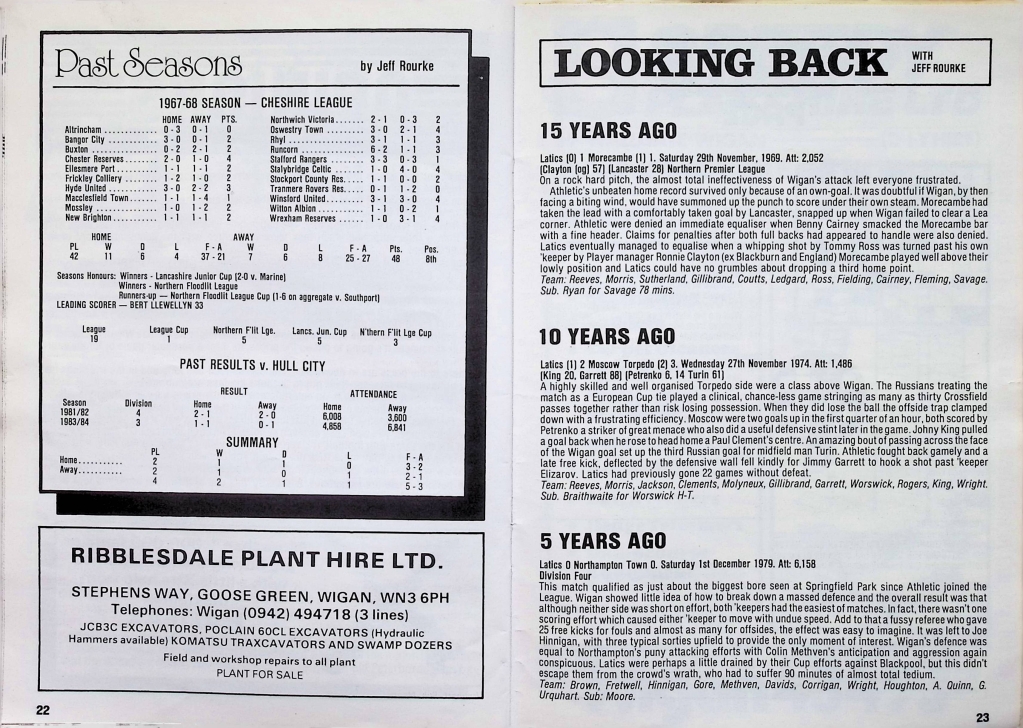 Past Seasons
by Jeff Rourke
1967-68 SEASON — CHESHIRE LEAGUE
HOME AWAY PTS.
Altrincham ............. 0-3 0-1 0
Bangor City ............ 3-0 0-1 2
Buxton ................. 0-2 2-1 2
Chester Reserves........ 2-0 1-0 4
Ellesmere Port .......... 1-1 1-1 2
Frickley Colliery ........ 1-2 1-0 2
Hyde United ............ 3-0 2-2 3
Macclesfield Town....... 1-1 1-4 1
Mossley ................ 1-0 1-2 2
New Brighton........... 1-1 1-1 2
Northwich Victoria....... 2-1 0-3 2
Oswestry Town ......... 3-0 2-1 4
Rhyl ................... 3-1 1-1 3
Runcorn ................ 6-2 1-1 3
Stafford Rangers ........ 3-3 0-3 1
Stalybridge Celtic ....... 1-0 4-0 4
Stockport County Res. ... 1-1 0-0 2
Tranmere Rovers Res. ... 0-1 1-2 0
Winsford United......... 3-1 3-0 4
Witton Albion ........... 1-1 0-2 1
Wrexham Reserves ...... 1-0 3-1 4
HOME AWAY
PL W D L F-A W D L F-A Pts. Pos.
42 11 6 4 37-21 7 6 8 25-27 48 8th
Seasons Honours: Winners - Lancashire Junior Cup (2-0 v. Marine)
Winners - Northern Floodlit League
Runners-up — Northern Floodlit League Cup (1-6 on aggregate v. Southport)
LEADING SCORER — BERT LLEWELLYN 33
League League Cup Northern F'lit Lge. Lancs. Jun. Cup N'thern F'lit Lge Cup
19 1 5 5 3
PAST RESULTS v. HULL CITY
RESULT ATTENDANCE
Season Division Home Away Home Away
1981/82 4 2-1 2-0 6,008 3,600
1983/84 3 1-1 0-1 4,858 6,841
SUMMARY
PL W D L F-A
Home........... 2 1 1 0 3-2
Away........... 2 1 0 1 2-1
4 2 1 1 5-3
RIBBLESDALE PLANT HIRE LTD.
STEPHENS WAY, GOOSE GREEN, WIGAN, WN3 6PH
Telephones: Wigan (0942) 494718 (3 lines)
JCB3C EXCAVATORS, POCLAIN 60CL EXCAVATORS (Hydraulic
Hammers available) KOMATSU TRAXCAVATORS AND SWAMP DOZERS
Field and workshop repairs to all plant
PLANT FOR SALE
22
LOOKING BACK
WITH
JEFF ROURKE
15 YEARS AGO
Latics (0) 1 Morecambe (1) 1. Saturday 29th November, 1969. Att: 2,052
(Clayton (og) 57) (Lancaster 28) Northern Premier League
On a rock hard pitch, the almost total ineffectiveness of Wigan's attack left everyone frustrated.
Athletic's unbeaten home record survived only because of an own-goal. It was doubtful if Wigan, by then
facing a biting wind, would have summoned up the punch to score under their own steam. Morecambe had
taken the lead with a comfortably taken goal by Lancaster, snapped up when Wigan failed to clear a Lea
corner. Athletic were denied an immediate equaliser when Benny Cairney smacked the Morecambe bar
with a fine header. Claims for penalties after both full backs had appeared to handle were also denied.
Latics eventually managed to equalise when a whipping shot by Tommy Ross was turned past his own
'keeper by Player manager Ronnie Clayton (ex Blackburn and England) Morecambe played well above their
lowly position and Latics could have no grumbles about dropping a third home point.
Team: Reeves, Morris, Sutherland, Gillibrand, Coutts, Ledgard, Ross, Fielding, Cairney, Fleming, Savage.
Sub. Ryan for Savage 78 mins.
10 YEARS AGO
Latics (1) 2 Moscow Torpedo (2) 3. Wednesday 27th November 1974. Att: 1,486
(King 20, Garrett 88) (Petrenko 6, 14 Turin 61)
A highly skilled and well organised Torpedo side were a class above Wigan. The Russians treating the
match as a European Cup tie played a clinical, chance-less game stringing as many as thirty Crossfield
passes together rather than risk losing possession. When they did lose the ball the offside trap clamped
down with a frustrating efficiency. Moscow were two goals up in the first quarter of an hour, both scored by
Petrenko a striker of great menace who also did a useful defensive stint later in the game. Johny King pulled
a goal back when he rose to head home a Paul Clement's centre. An amazing bout of passing across the face
of the Wigan goal set up the third Russian goal for midfield man Turin. Athletic fought back gamely and a
late free kick, deflected by the defensive wall fell kindly for Jimmy Garrett to hook a shot past 'keeper
Elizarov. Latics had previously gone 22 games without defeat.
Team: Reeves, Morris, Jackson, Clements, Molyneux, Gillibrand, Garrett, Worswick, Rogers, King, Wright.
Sub. Braithwaite for Worswick H-T.
5 YEARS AGO
Latics 0 Northampton Town 0. Saturday 1st December 1979. Att: 6,158
Division Four
This match qualified as just about the biggest bore seen at Springfield Park since Athletic joined the
League. Wigan showed little idea of how to break down a massed defence and the overall result was that
although neither side was short on effort, both 'keepers had the easiest of matches. In fact, there wasn't one
scoring effort which caused either 'keeper to move with undue speed. Add to that a fussy referee who gave
25 free kicks for fouls and almost as many for offsides, the effect was easy to imagine. It was left to Joe
Hinnigan, with three typical sorties upfield to provide the only moment of interest. Wigan's defence was
equal to Northampton's puny attacking efforts with Colin Methven's anticipation and aggression again
conspicuous. Latics were perhaps a little drained by their Cup efforts against Blackpool, but this didn't
escape them from the crowd's wrath, who had to suffer 90 minutes of almost total tedium.
Team: Brown, Fretwell, Hinnigan, Gore, Methven, Davids, Corrigan, Wright, Houghton, A. Quinn, G.
Urquhart. Sub: Moore.
23